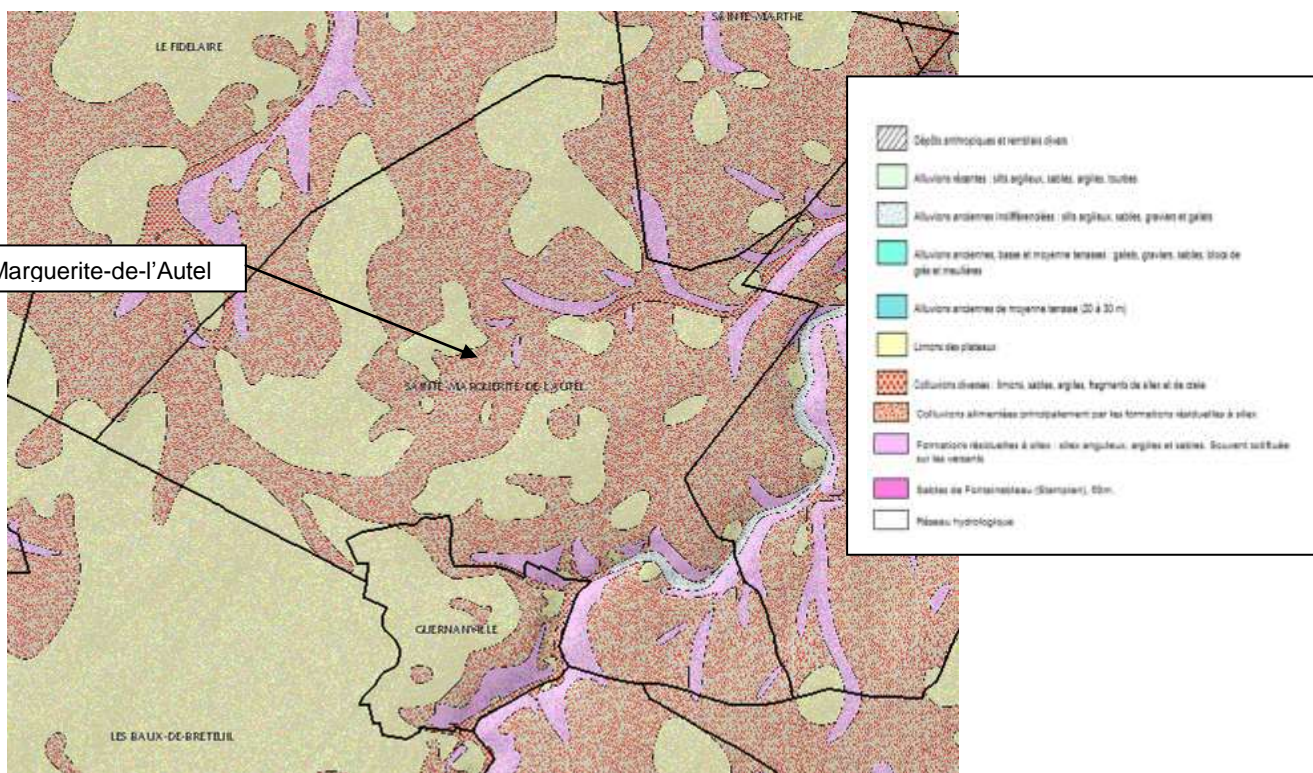 LE FIDELAIRE
SAINTE-MARTHE
Marguerite-de-l'Autel
SAINTE-MARGUERITE-DE-L'AUTEL
GUERNANVILLE
LES BAUX-DE-BRETEUIL
Dépôts anthropiques et remblais divers
Alluvions récentes : silts argileux, sables, argiles, tourbes
Alluvions anciennes indifférenciées : silts argileux, sables, graviers et galets
Alluvions anciennes, basse et moyenne terrasses : galets, graviers, sables, blocs de
grès et meulières
Alluvions anciennes de moyenne terrasse (20 à 30 m)
Limons des plateaux
Colluvions diverses : limons, sables, argiles, fragments de silex et de craie
Colluvions alimentées principalement par les formations résiduelles à silex
Formations résiduelles à silex : silex anguleux, argiles et sables. Souvent solifluée
sur les versants
Sables de Fontainebleau (Stampien), 50m.
Réseau hydrologique